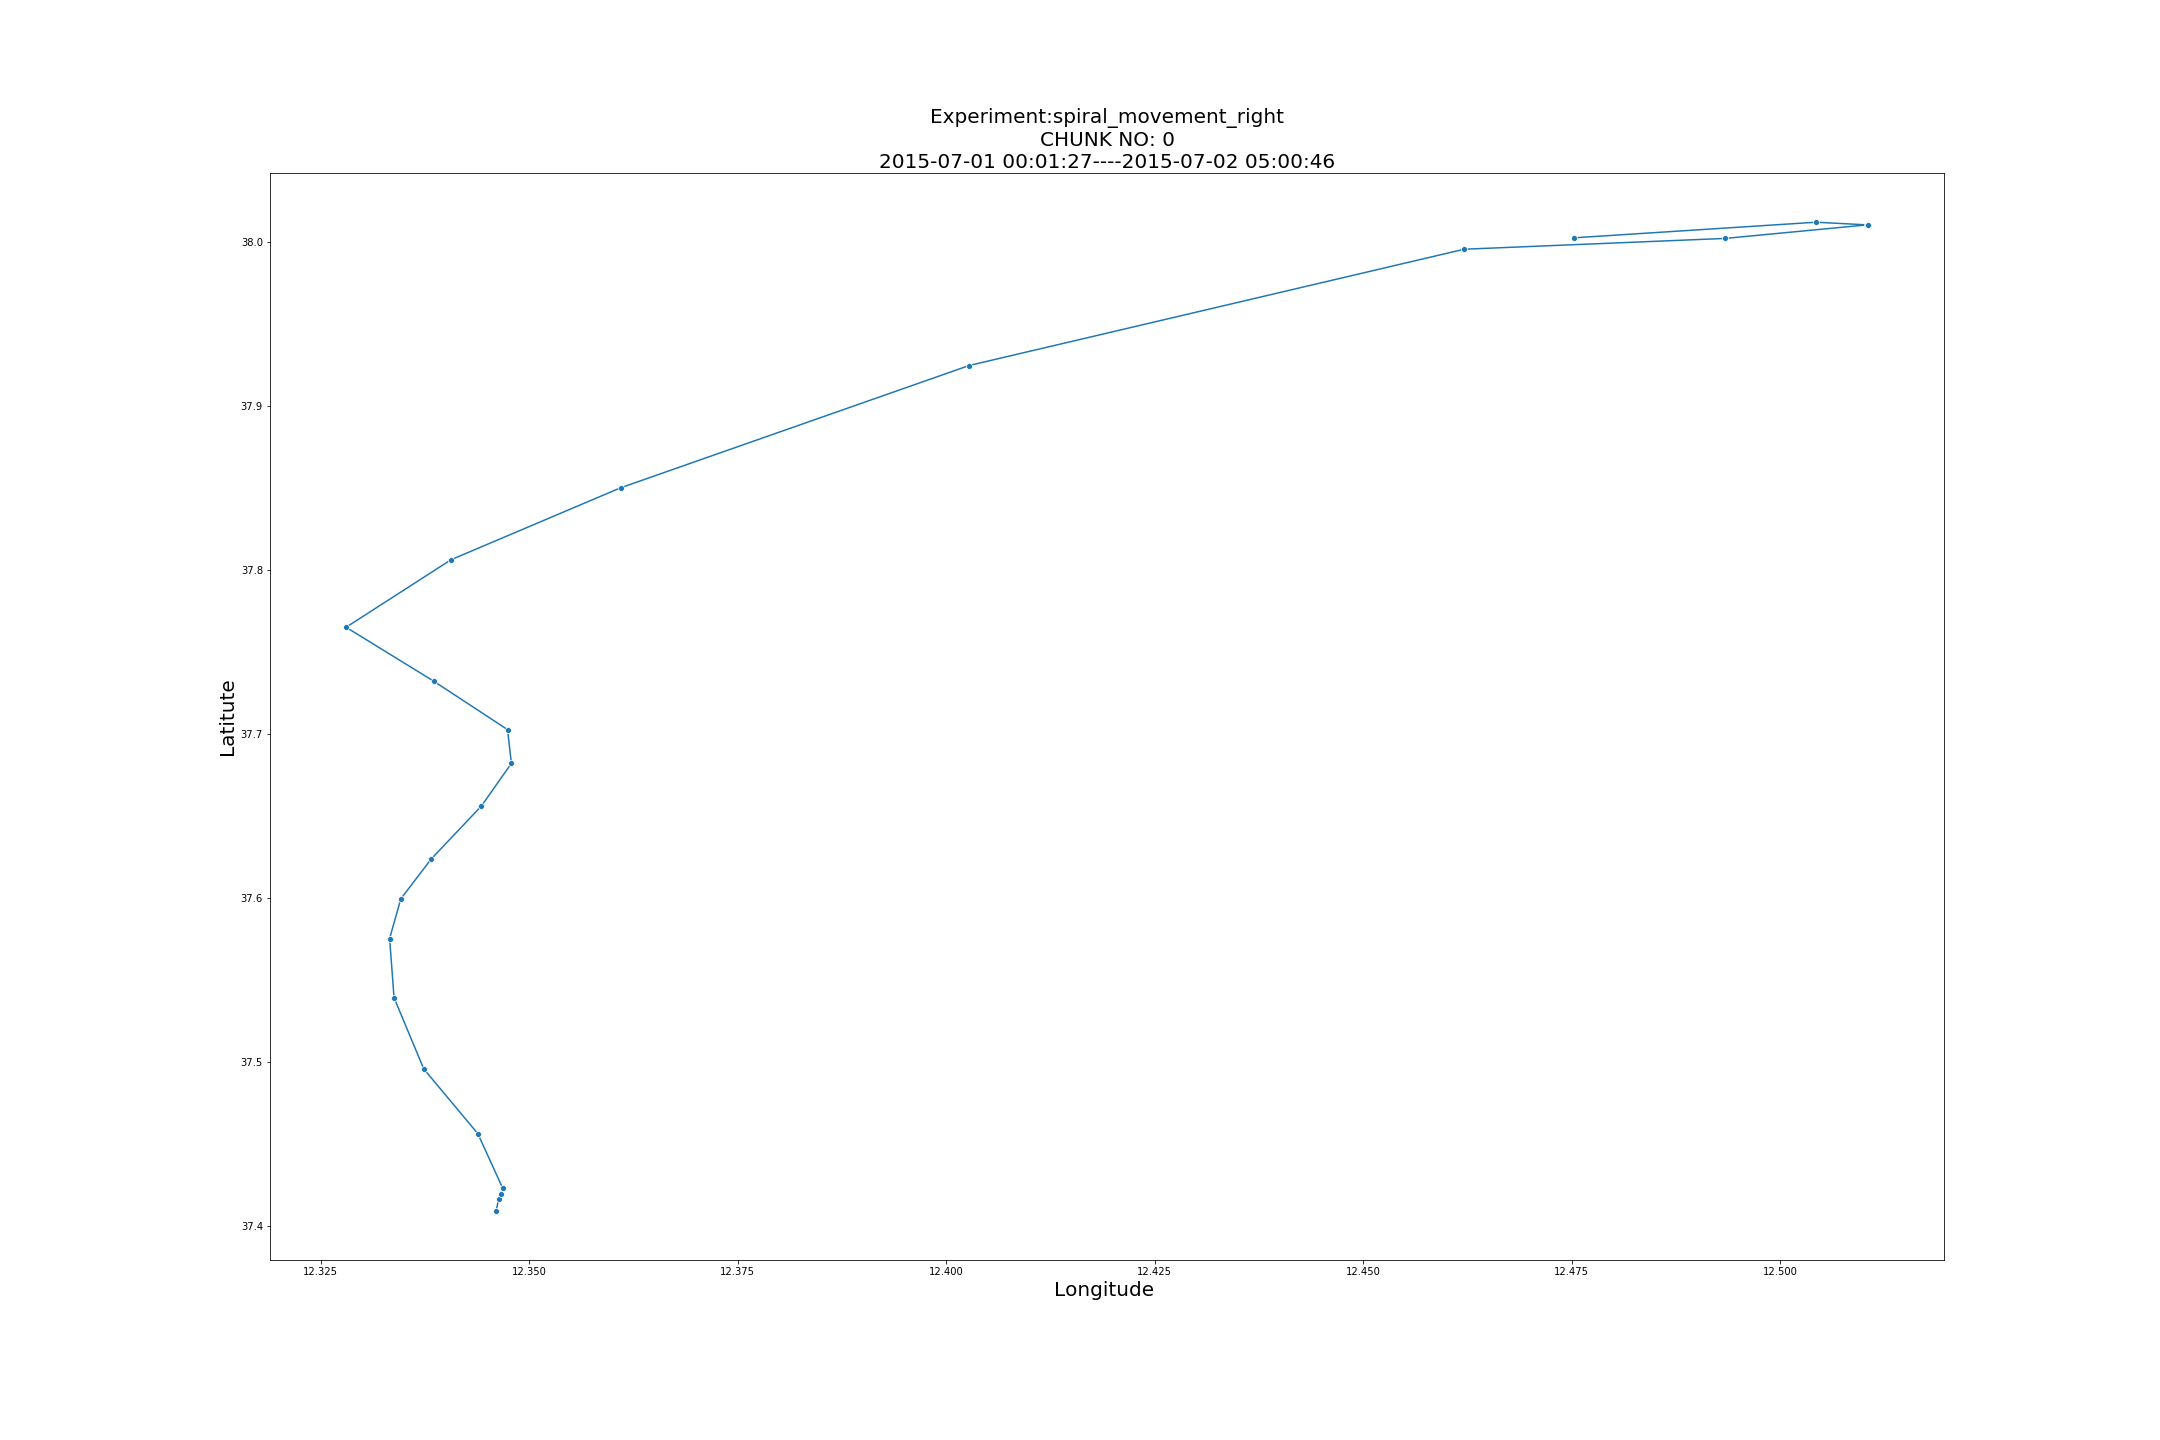 Experiment:spiral_movement_right
CHUNK NO: 0
2015-07-01 00:01:27----2015-07-02 05:00:46
38.0
37.9
37.8
37.7
37.6
37.5
37.4
Latitute
12.325 12.350 12.375 12.400 12.425 12.450 12.475 12.500
Longitude